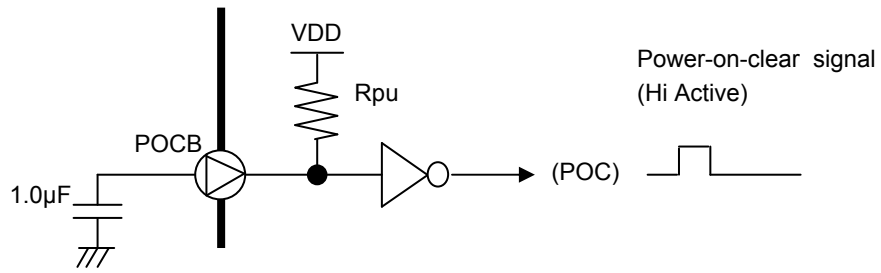 VDD
Rpu
POCB
1.0µF
(POC)
Power-on-clear signal
(Hi Active)